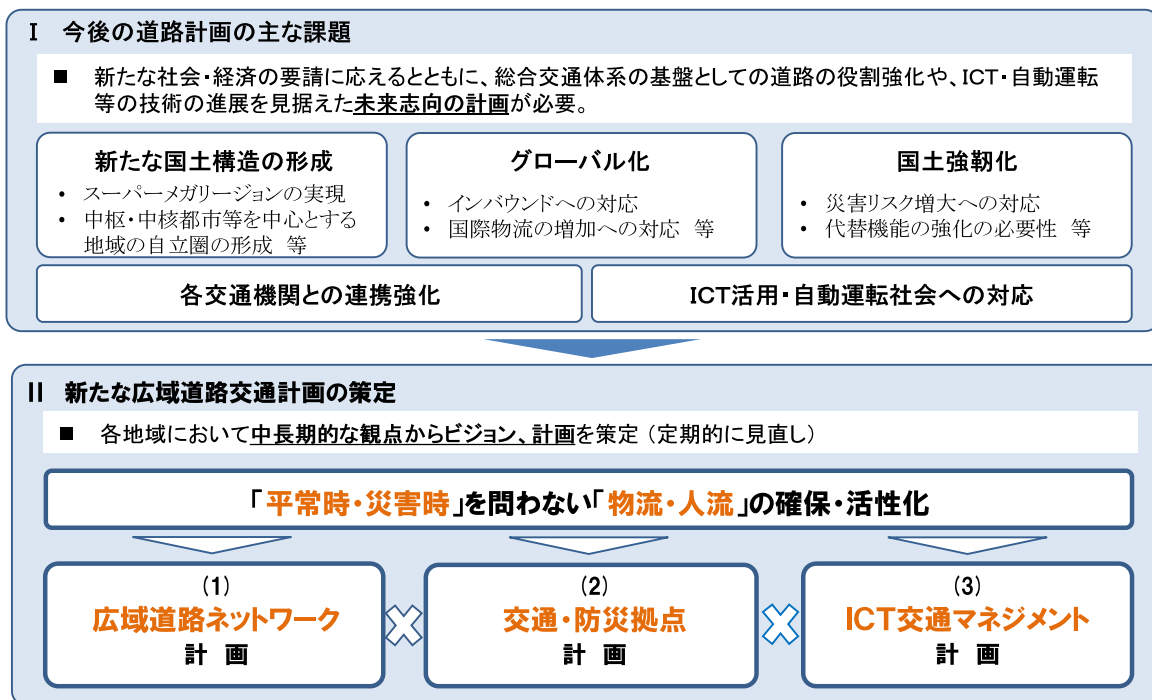 Ⅰ 今後の道路計画の主な課題
■ 新たな社会・経済の要請に応えるとともに、総合交通体系の基盤としての道路の役割強化や、ICT・自動運転
等の技術の進展を見据えた未来志向の計画が必要。
新たな国土構造の形成
• スーパーメガリージョンの実現
• 中枢・中核都市等を中心とする
地域の自立圏の形成 等
グローバル化
• インバウンドへの対応
• 国際物流の増加への対応 等
国土強靭化
• 災害リスク増大への対応
• 代替機能の強化の必要性 等
各交通機関との連携強化
ICT活用・自動運転社会への対応
Ⅱ 新たな広域道路交通計画の策定
■ 各地域において中長期的な観点からビジョン、計画を策定（定期的に見直し）
「平常時・災害時」を問わない「物流・人流」の確保・活性化
(1)
広域道路ネットワーク
計 画
(2)
交通・防災拠点
計 画
(3)
ICT交通マネジメント
計 画